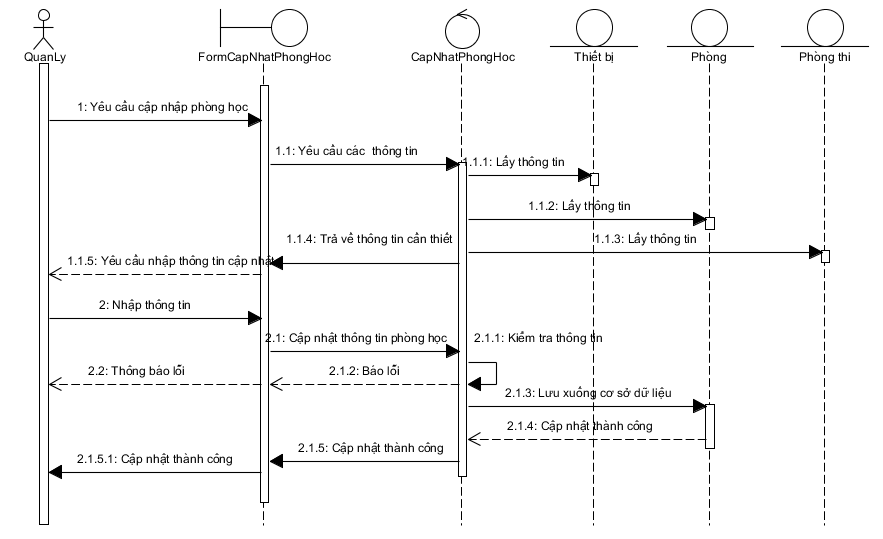 QuanLy
FormCapNhatPhongHoc
CapNhatPhongHoc
Thiết bị
Phòng
Phòng thi
1: Yêu cầu cập nhập phòng học
1.1: Yêu cầu các thông tin
1.1.1: Lấy thông tin
1.1.2: Lấy thông tin
1.1.4: Trả về thông tin cần thiết
1.1.3: Lấy thông tin
1.1.5: Yêu cầu nhập thông tin cập nhật
2: Nhập thông tin
2.1: Cập nhật thông tin phòng học
2.1.1: Kiểm tra thông tin
2.2: Thông báo lỗi
2.1.2: Báo lỗi
2.1.3: Lưu xuống cơ sở dữ liệu
2.1.4: Cập nhật thành công
2.1.5: Cập nhật thành công
2.1.5.1: Cập nhật thành công